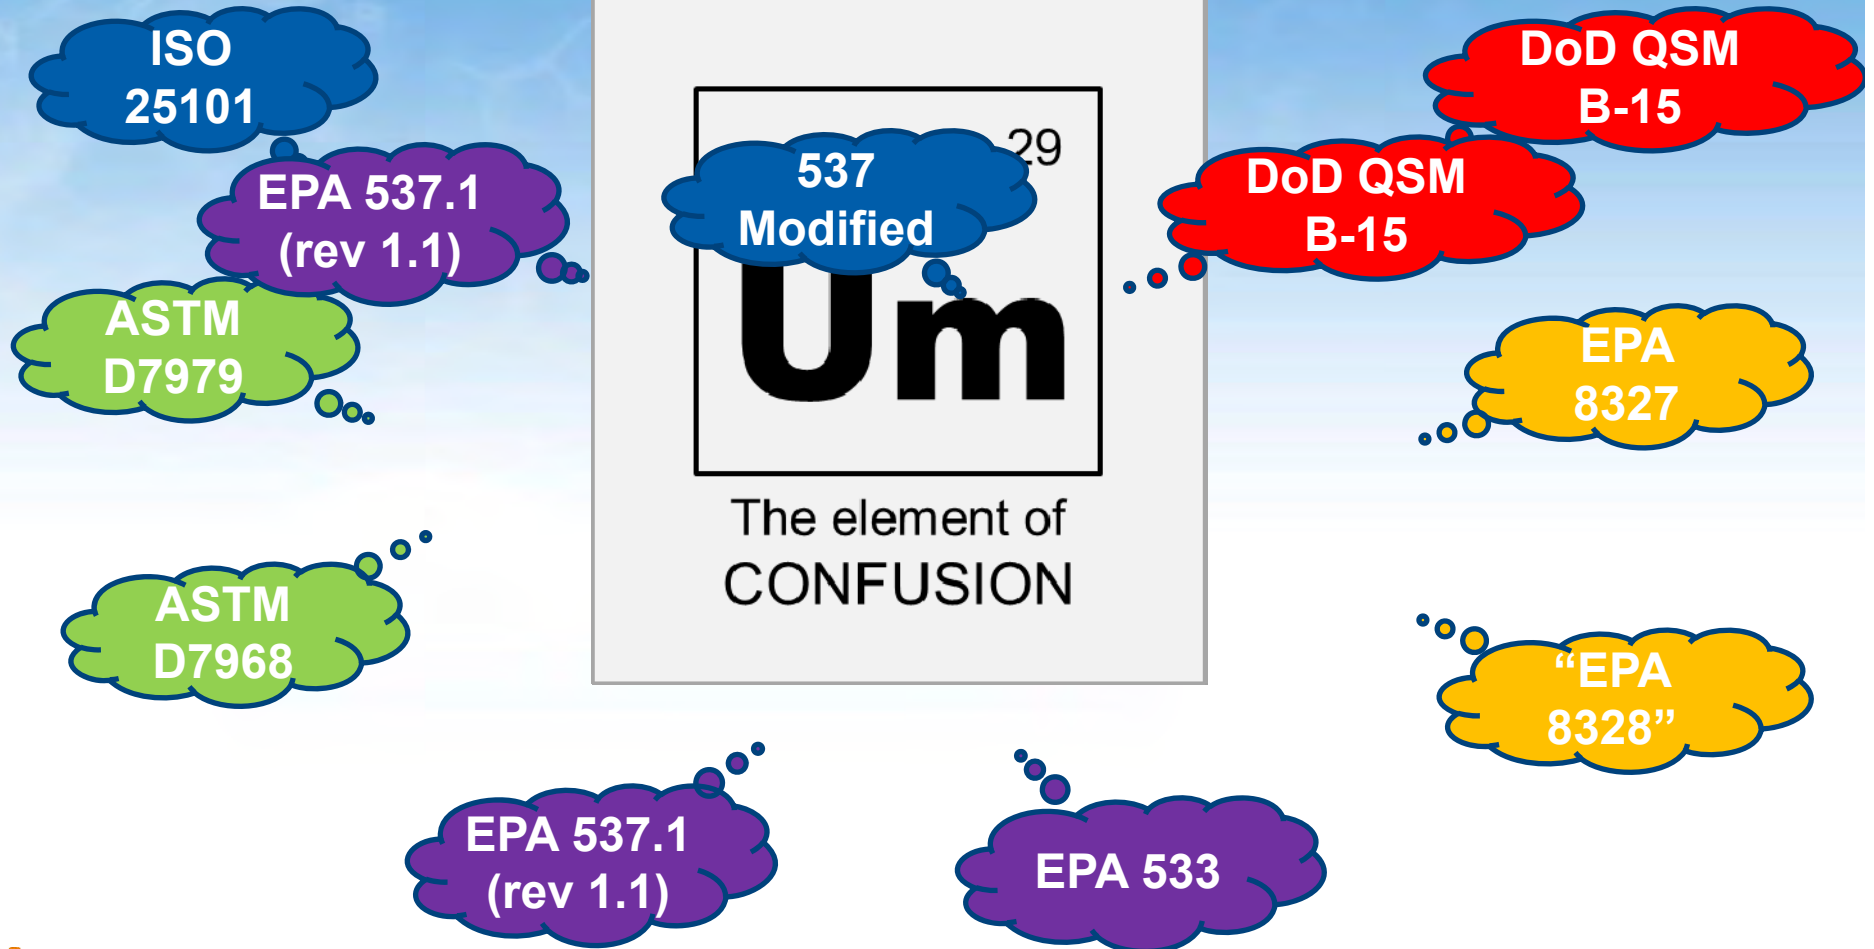 ISO
25101
DoD QSM
B-15
EPA 537.1
(rev 1.1)
537
Modified
29
DoD QSM
B-15
Um
The element of
CONFUSION
ASTM
D7979
EPA
8327
ASTM
D7968
“EPA
8328”
EPA 537.1
(rev 1.1)
EPA 533